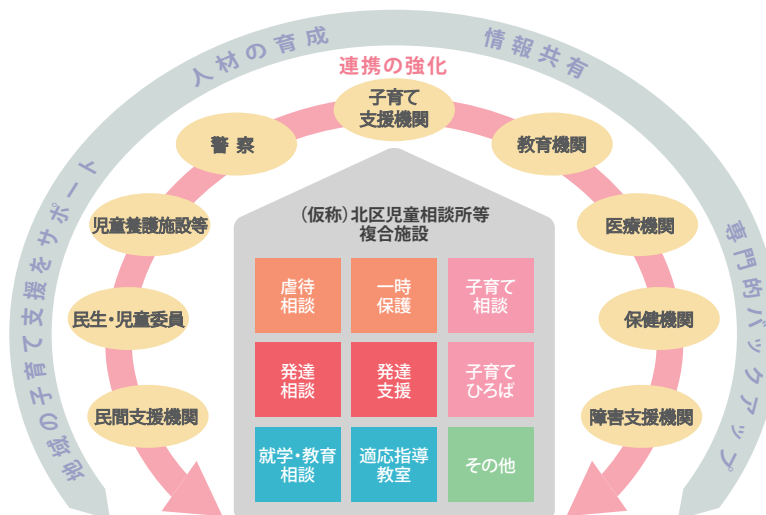 地域の子育て支援をサポート
人材の育成
情報共有
専門的バックアップ
連携の強化
子育て
支援機関
警察
教育機関
児童養護施設等
医療機関
民生・児童委員
保健機関
民間支援機関
障害支援機関
(仮称)北区児童相談所等
複合施設
虐待
相談
一時
保護
子育て
相談
発達
相談
発達
支援
子育て
ひろば
就学・教育
相談
適応指導
教室
その他